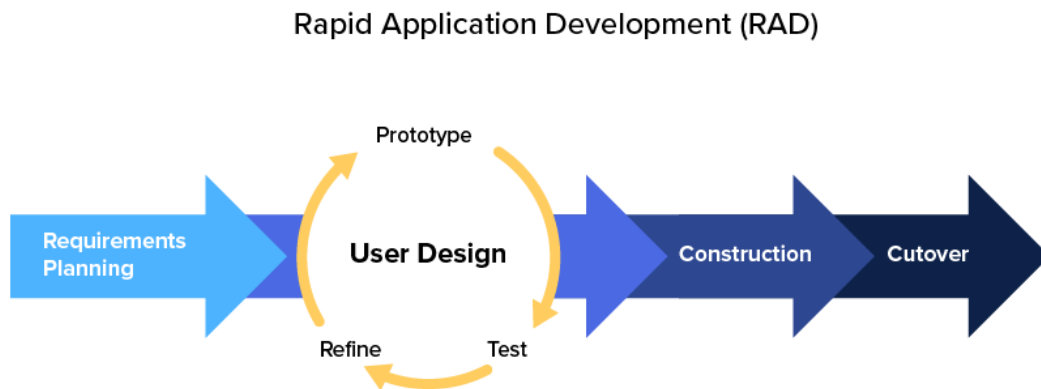 Rapid Application Development (RAD)
Prototype
Requirements
Planning
User Design
Construction
Cutover
Refine
Test